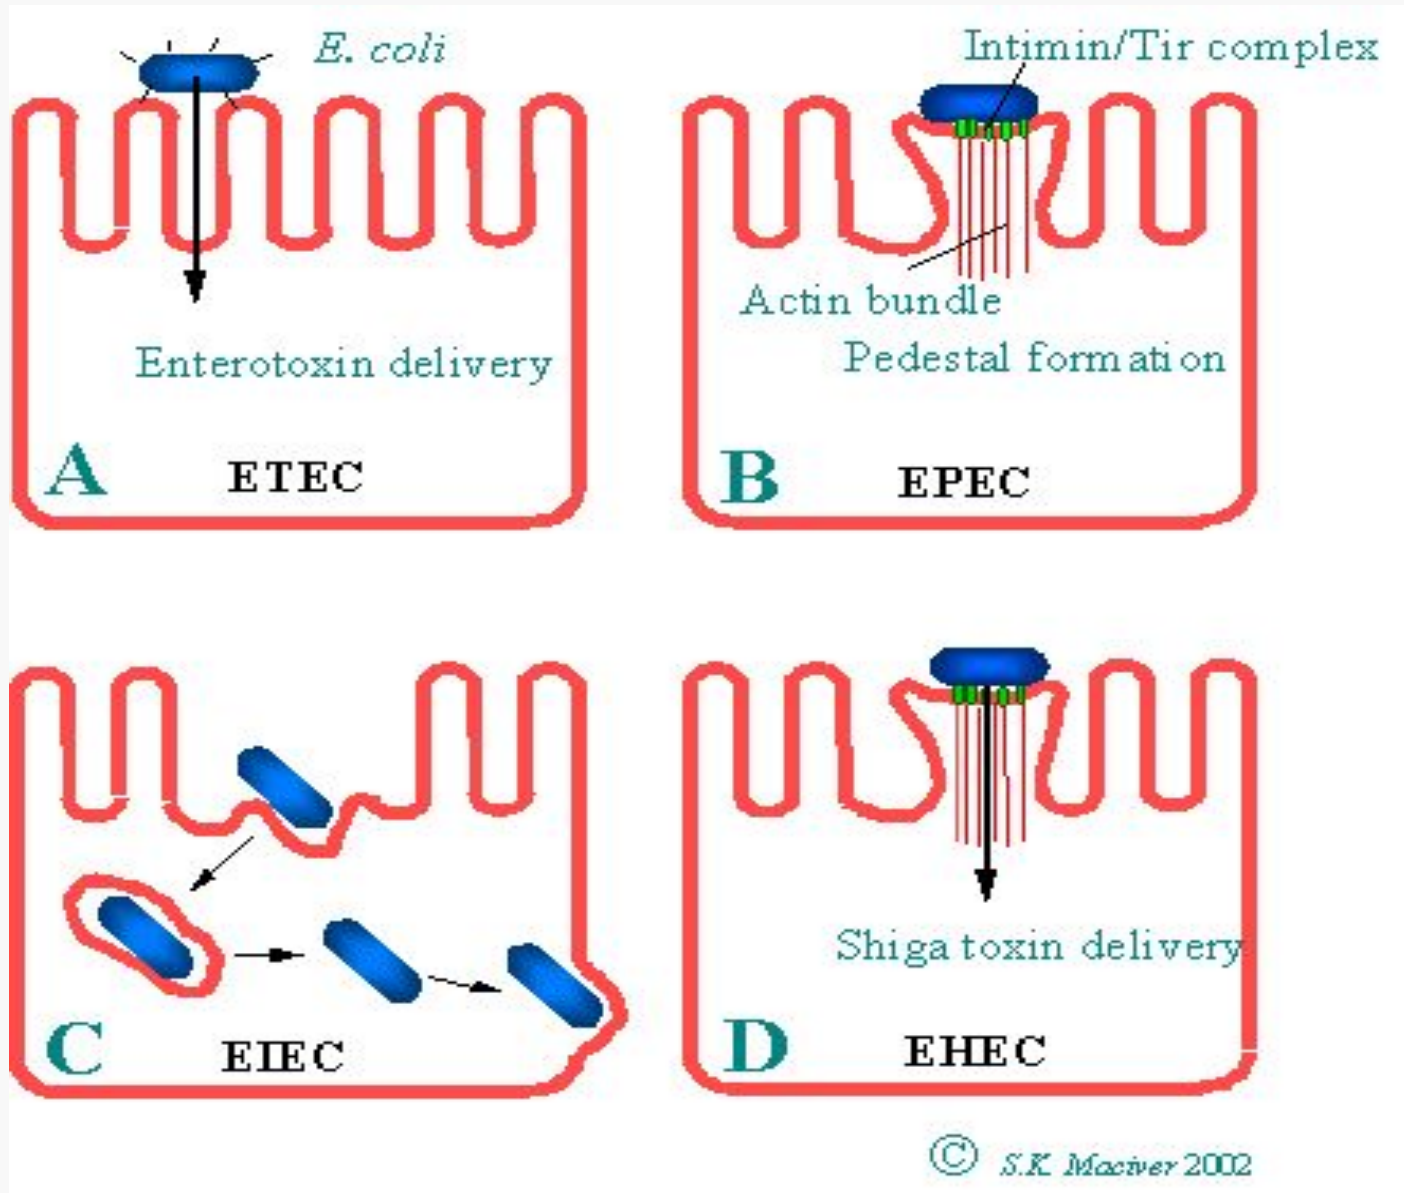 E. coli
Enterotoxin delivery
A
ETEC
Intimin/Tir complex
Actin bundle
Pedestal formation
B
EPEC
C
EIEC
Shiga toxin delivery
D
EHEC
© S.K. Maciver 2002